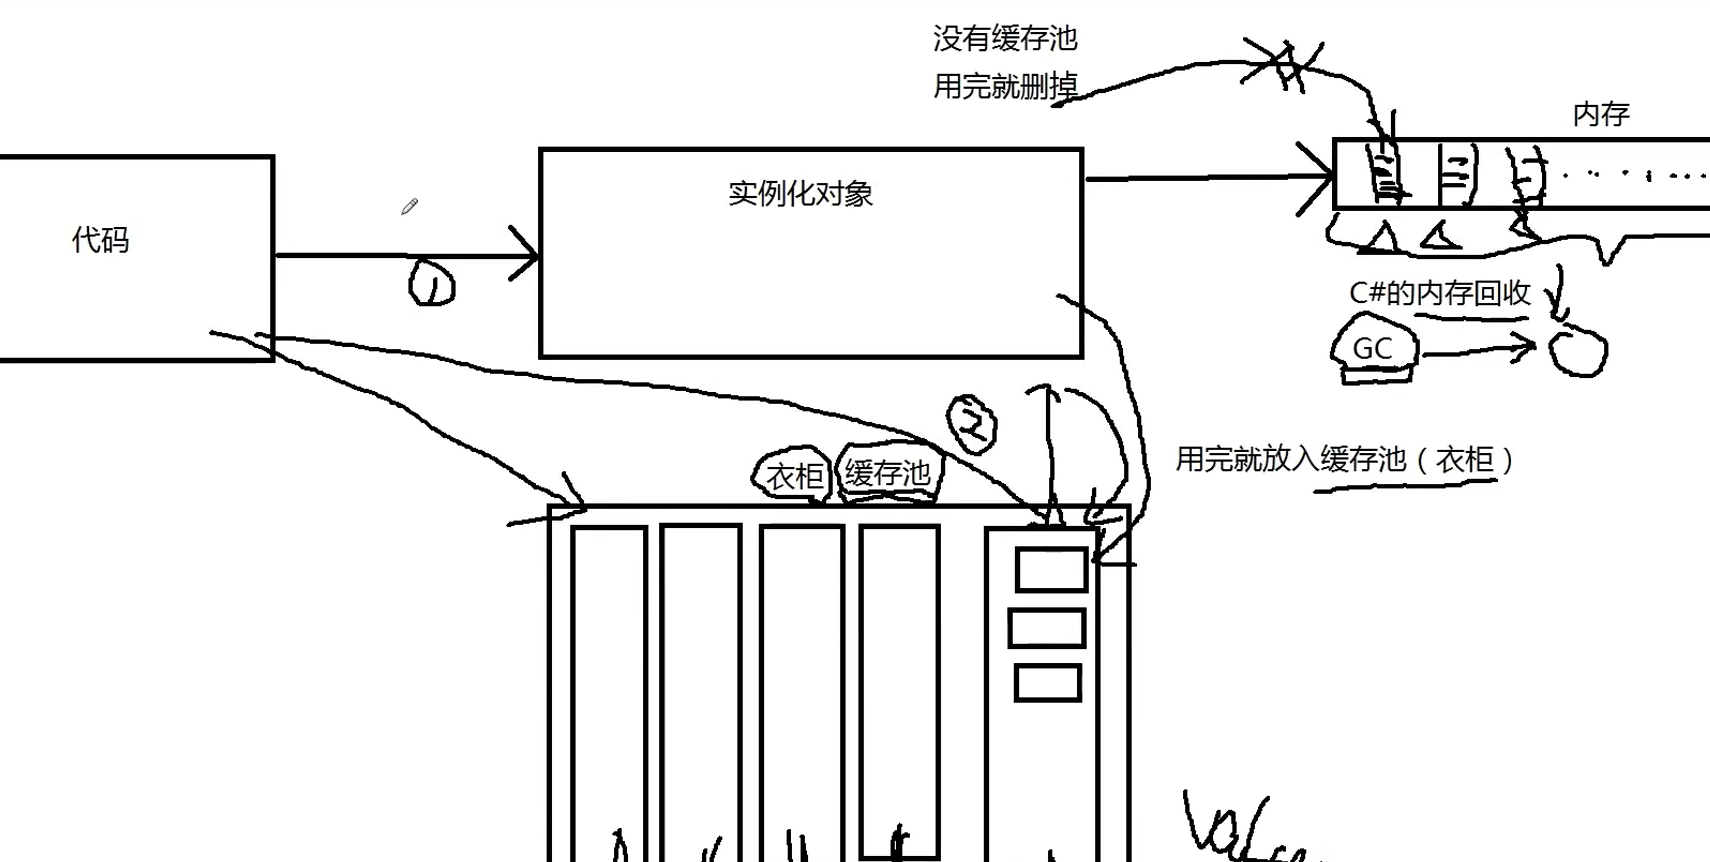 没有缓存池
用完就删掉
内存
实例化对象
代码
1
C#的内存回收
GC
2
用完就放入缓存池（衣柜）
衣柜
缓存池